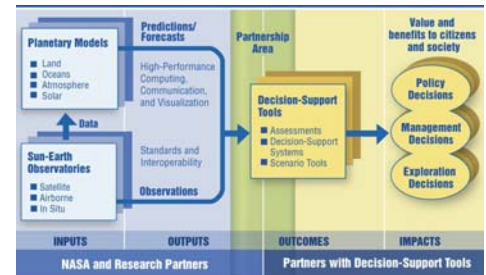 Planetary Models
Land
Oceans
Atmosphere
Solar
Data
Sun-Earth
Observatories
Satellite
Airborne
In Situ
Predictions/
Forecasts
High-Performance
Computing,
Communication,
and Visualization
Standards and
Interoperability
Observations
Partnership
Area
Decision-Support
Tools
Assessments
Decision-Support
Systems
Scenario Tools
Value and
benefits to citizens
and society
Policy
Decisions
Management
Decisions
Exploration
Decisions
INPUTS
OUTPUTS
OUTCOMES
IMPACTS
NASA and Research Partners
Partners with Decision-Support Tools